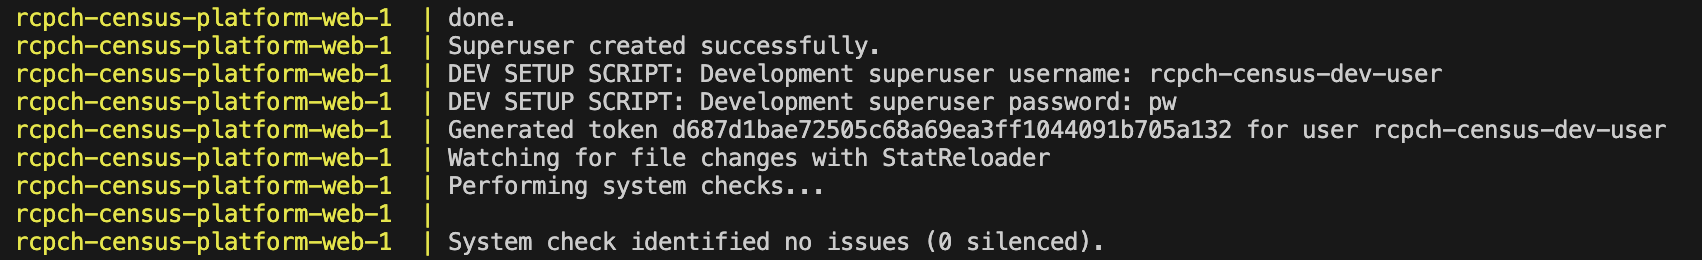 rcpch-census-platform-web-1 | done.
rcpch-census-platform-web-1 | Superuser created successfully.
rcpch-census-platform-web-1 | DEV SETUP SCRIPT: Development superuser username: rcpch-census-dev-user
rcpch-census-platform-web-1 | DEV SETUP SCRIPT: Development superuser password: pw
rcpch-census-platform-web-1 | Generated token d687d1bae72505c68a69ea3ff1044091b705a132 for user rcpch-census-dev-user
rcpch-census-platform-web-1 | Watching for file changes with StatReloader
rcpch-census-platform-web-1 | Performing system checks...
rcpch-census-platform-web-1 |
rcpch-census-platform-web-1 | System check identified no issues (0 silenced).